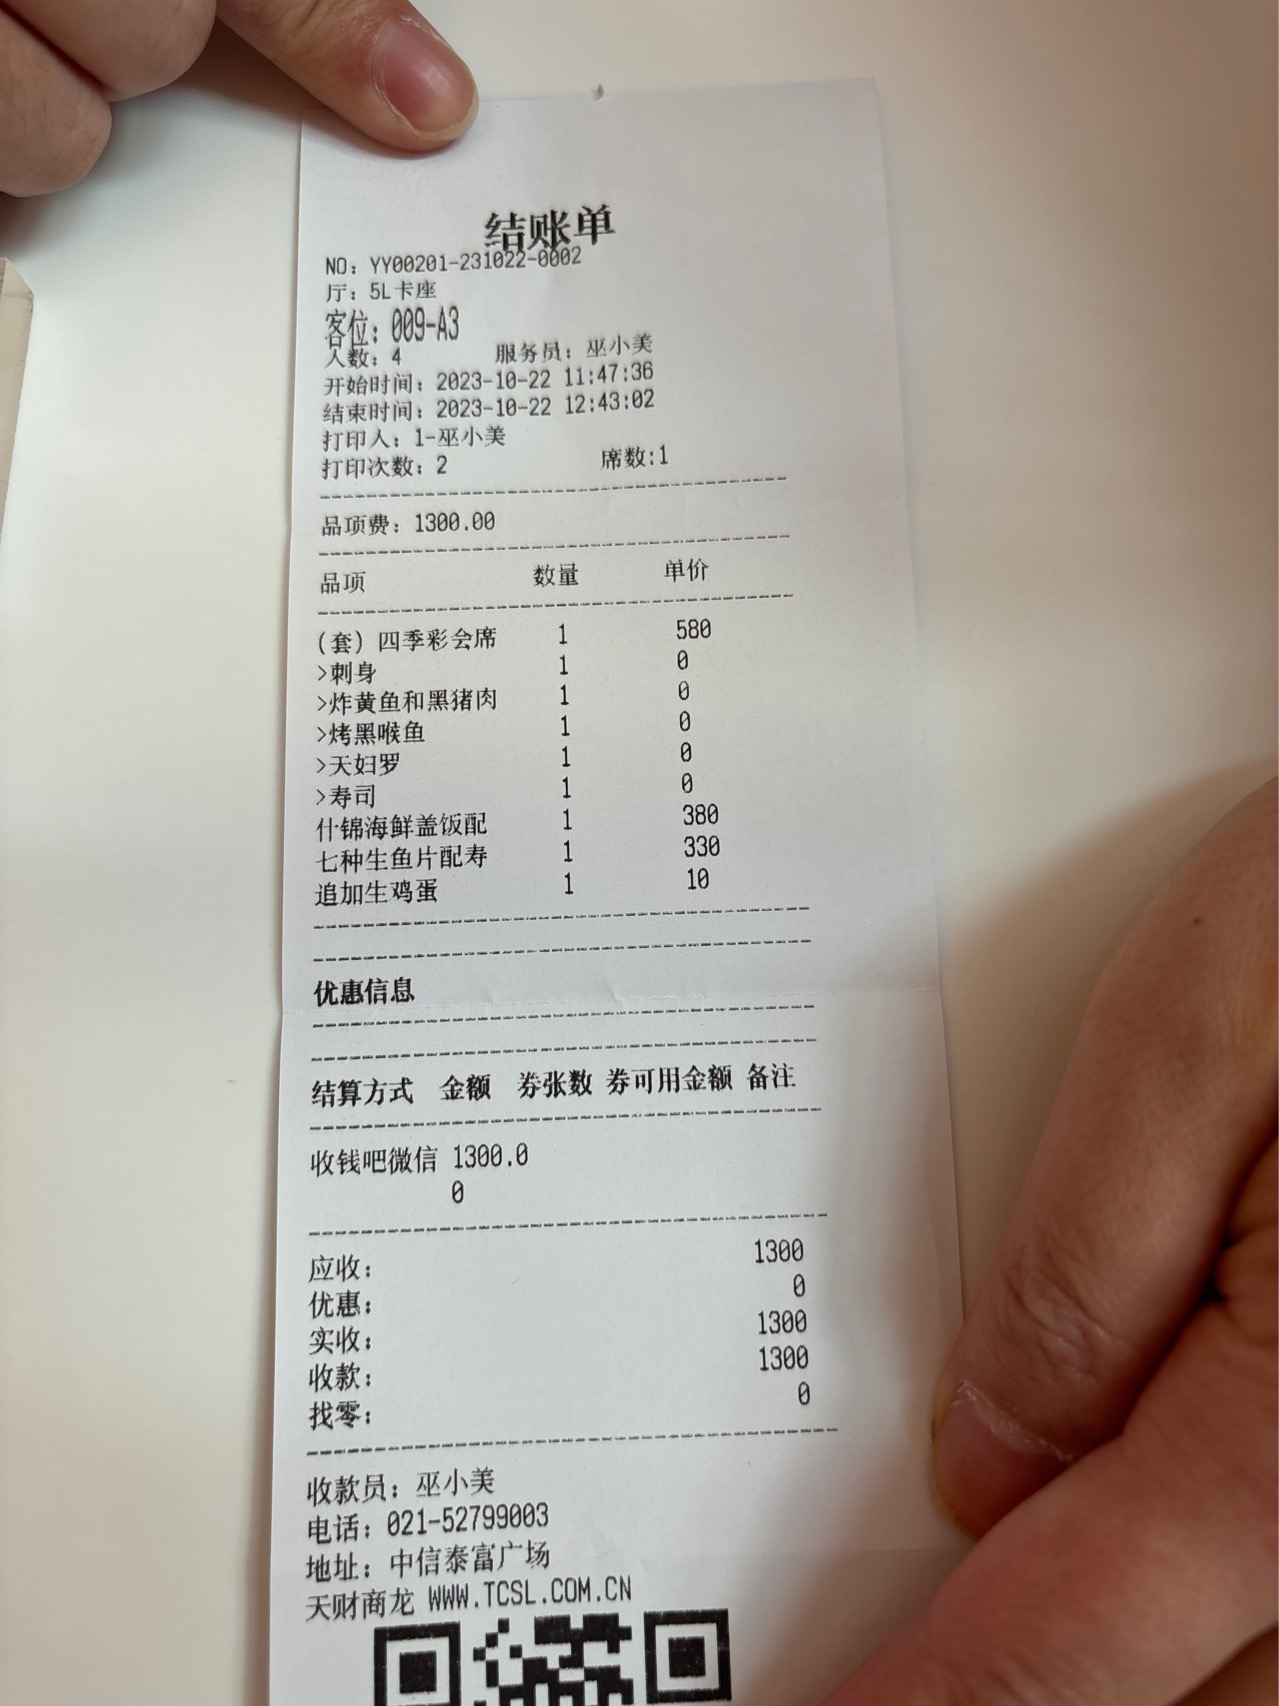 结账单
NO: YY00201-231022-0002
厅: 5L卡座
客位: 009-A3
人数: 4 服务员: 巫小美
开始时间: 2023-10-22 11:47:36
结束时间: 2023-10-22 12:43:02
打印人: 1-巫小美
打印次数: 2 席数:1
品项费: 1300.00
品项 数量 单价
(套) 四季彩会席 1 580
>刺身 1 0
>炸黄鱼和黑猪肉 1 0
>烤黑喉鱼 1 0
>天妇罗 1 0
>寿司 1 0
什锦海鲜盖饭配 1 380
七种生鱼片配寿 1 330
追加生鸡蛋 1 10
优惠信息
结算方式 金额 券张数 券可用金额 备注
收钱吧微信 1300.0
0
应收: 1300
优惠: 0
实收: 1300
收款: 1300
找零: 0
收款员: 巫小美
电话: 021-52799003
地址: 中信泰富广场
天财商龙 WWW.TCSL.COM.CN